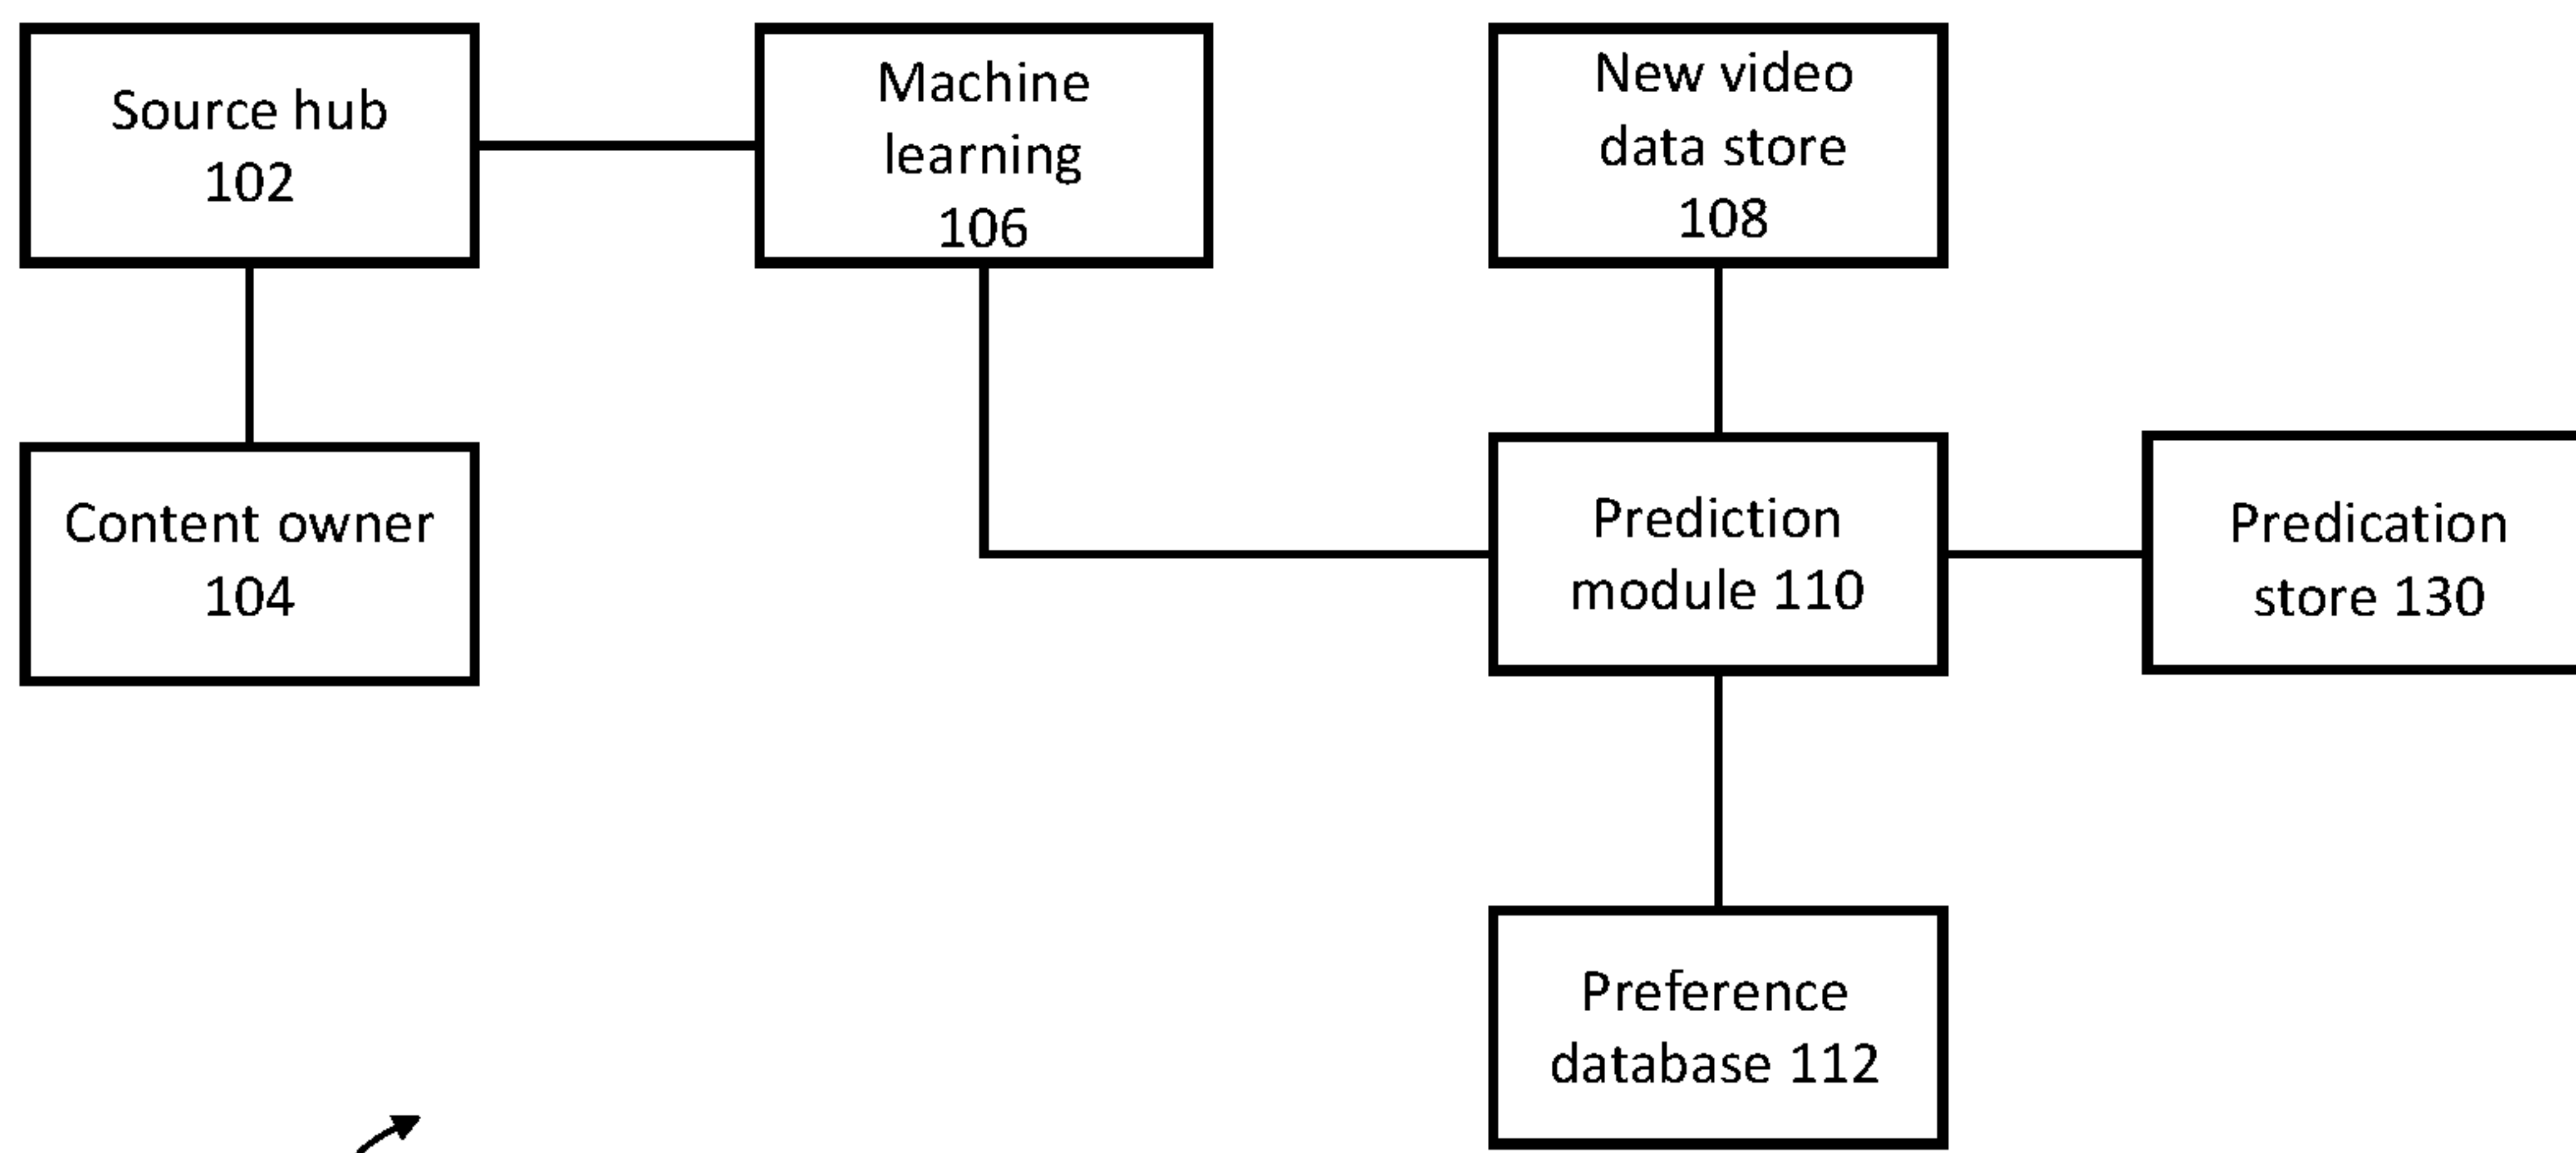 Source hub
102
Machine
learning
106
New video
data store
108
Content owner
104
Prediction
module 110
Predication
store 130
Preference
database 112